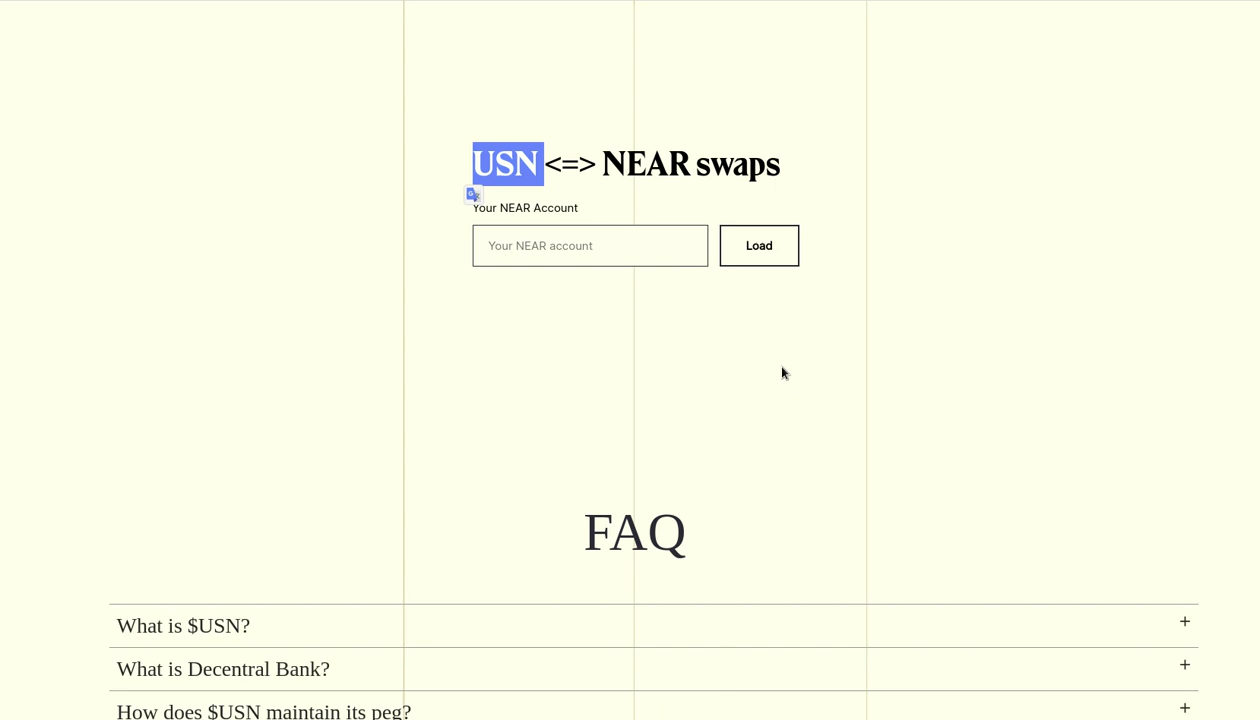 USN <=> NEAR swaps
Your NEAR Account
Your NEAR account
Load
FAQ
What is $USN?
+
What is Decentral Bank?
+
How does $USN maintain its peg?
+